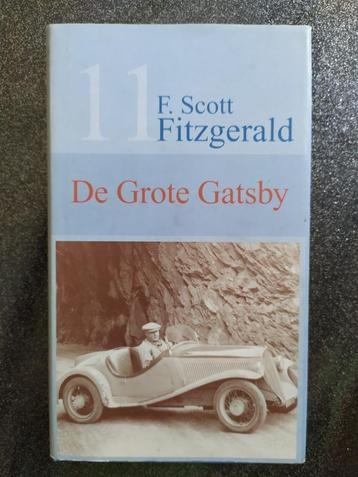 11
F. Scott
Fitzgerald
De Grote Gatsby